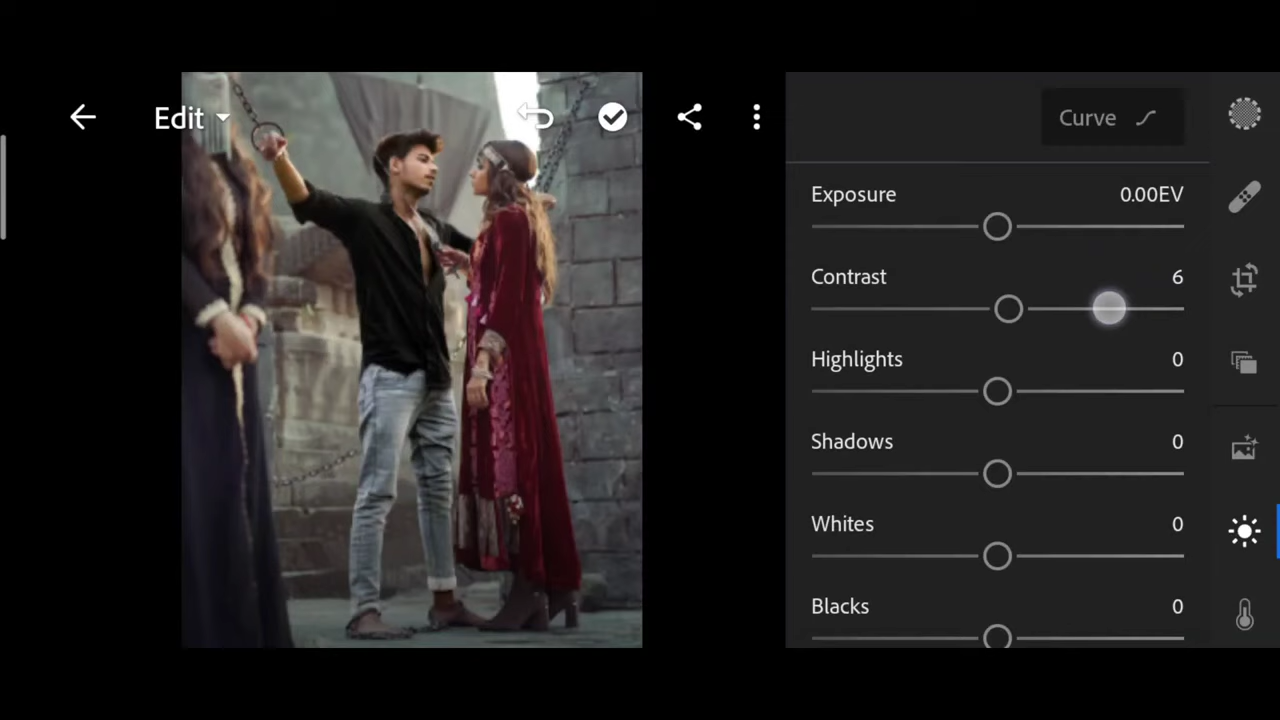 Edit
Curve
Exposure 0.00EV
Contrast 6
Highlights 0
Shadows 0
Whites 0
Blacks 0